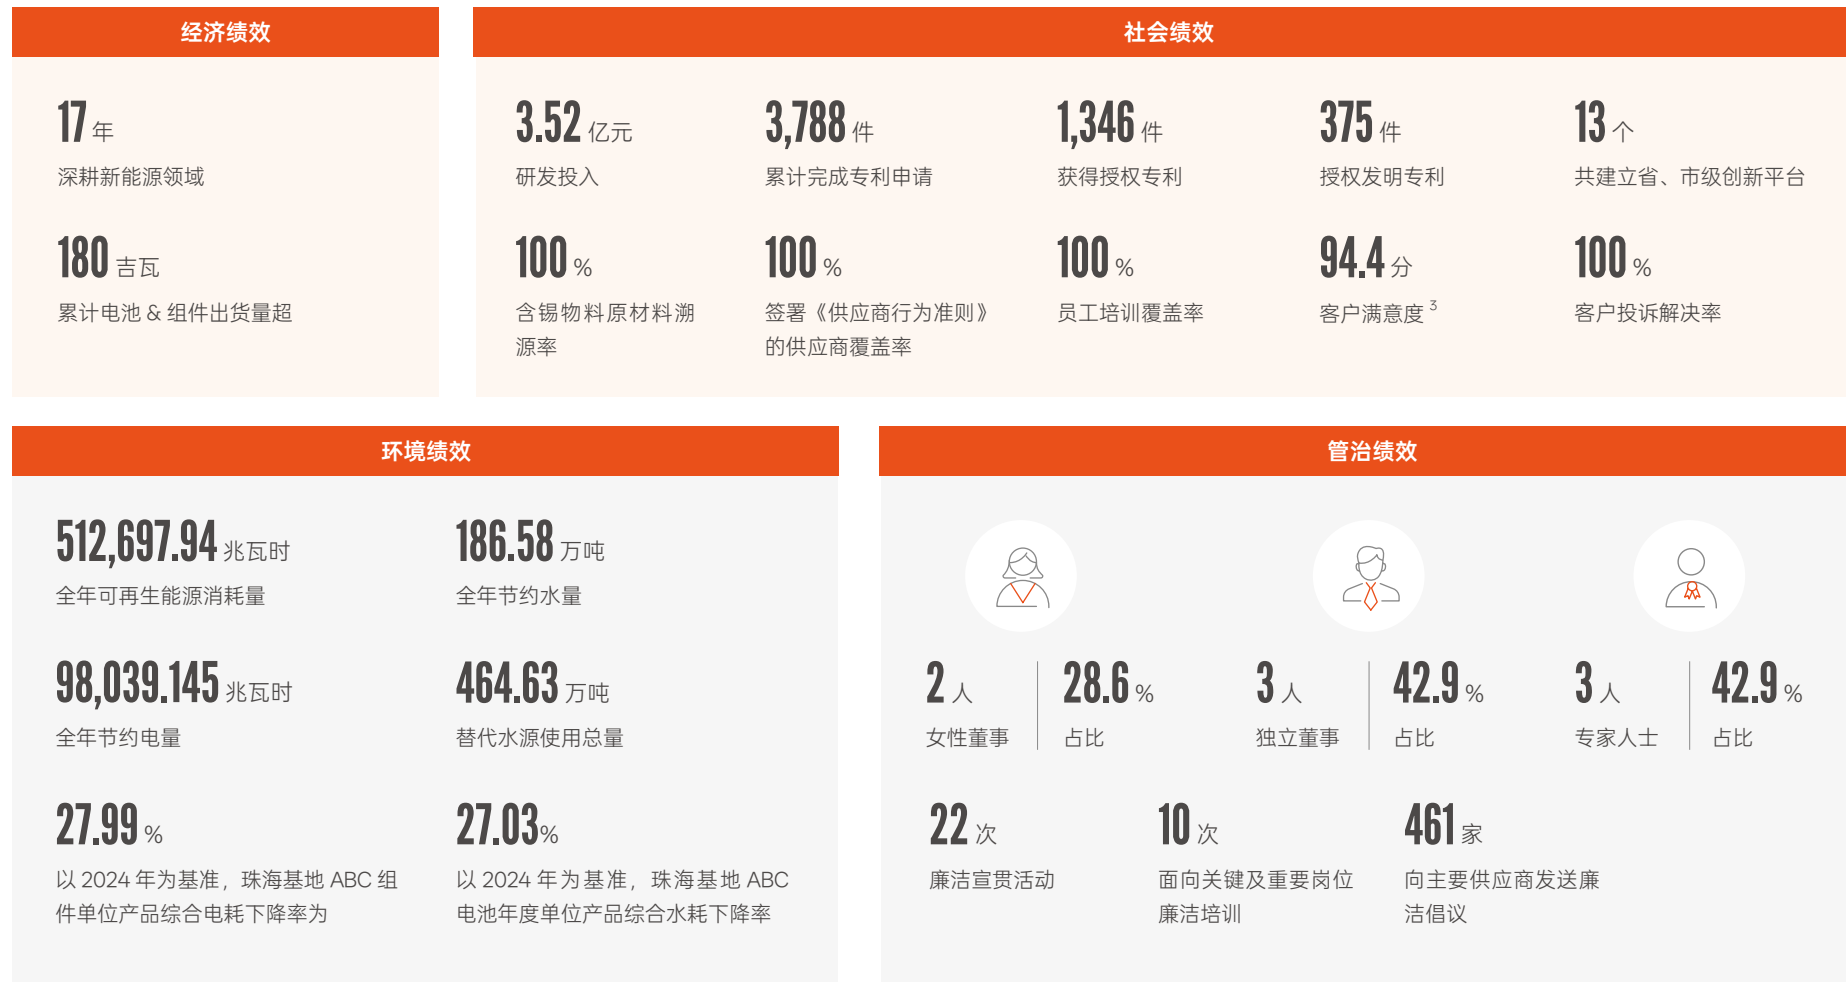 经济绩效
17 年
深耕新能源领域
180 吉瓦
累计电池 & 组件出货量超
社会绩效
3.52 亿元
研发投入
3,788 件
累计完成专利申请
1,346 件
获得授权专利
375 件
授权发明专利
13 个
共建立省、市级创新平台
100 %
含锡物料原材料溯
源率
100 %
签署《供应商行为准则》
的供应商覆盖率
100 %
员工培训覆盖率
94.4 分
客户满意度 3
100 %
客户投诉解决率
环境绩效
512,697.94 兆瓦时
全年可再生能源消耗量
186.58 万吨
全年节约水量
98,039.145 兆瓦时
全年节约电量
464.63 万吨
替代水源使用总量
27.99 %
以 2024 年为基准，珠海基地 ABC 组
件单位产品综合电耗下降率为
27.03%
以 2024 年为基准，珠海基地 ABC
电池年度单位产品综合水耗下降率
管治绩效
2 人
女性董事
28.6 %
占比
3 人
独立董事
42.9 %
占比
3 人
专家人士
42.9 %
占比
22 次
廉洁宣贯活动
10 次
面向关键及重要岗位
廉洁培训
461 家
向主要供应商发送廉
洁倡议